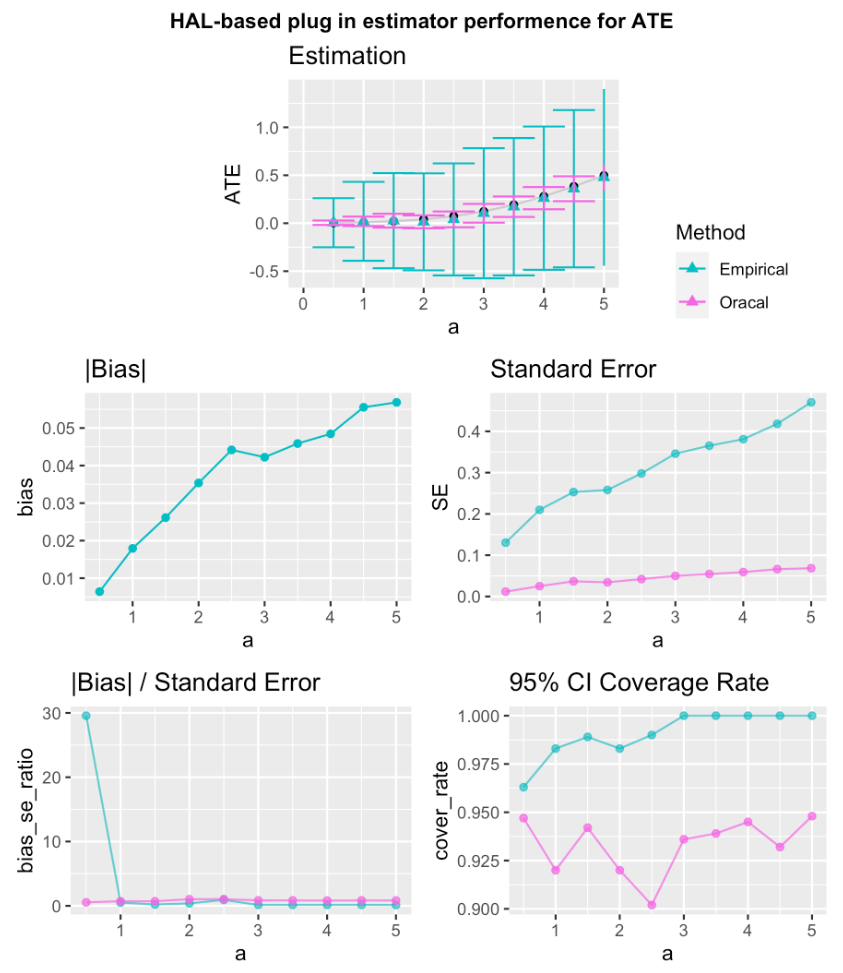 HAL-based plug in estimator performence for ATE
Estimation
1.0
0.5
0.0
-0.5
ATE
0 1 2 3 4 5
a
Method
Empirical
Oracal
|Bias|
0.05
0.04
0.03
0.02
0.01
bias
1 2 3 4 5
a
Standard Error
0.4
0.3
0.2
0.1
0.0
SE
1 2 3 4 5
a
|Bias| / Standard Error
30
20
10
0
bias_se_ratio
1 2 3 4 5
a
95% CI Coverage Rate
1.000
0.975
0.950
0.925
0.900
cover_rate
1 2 3 4 5
a